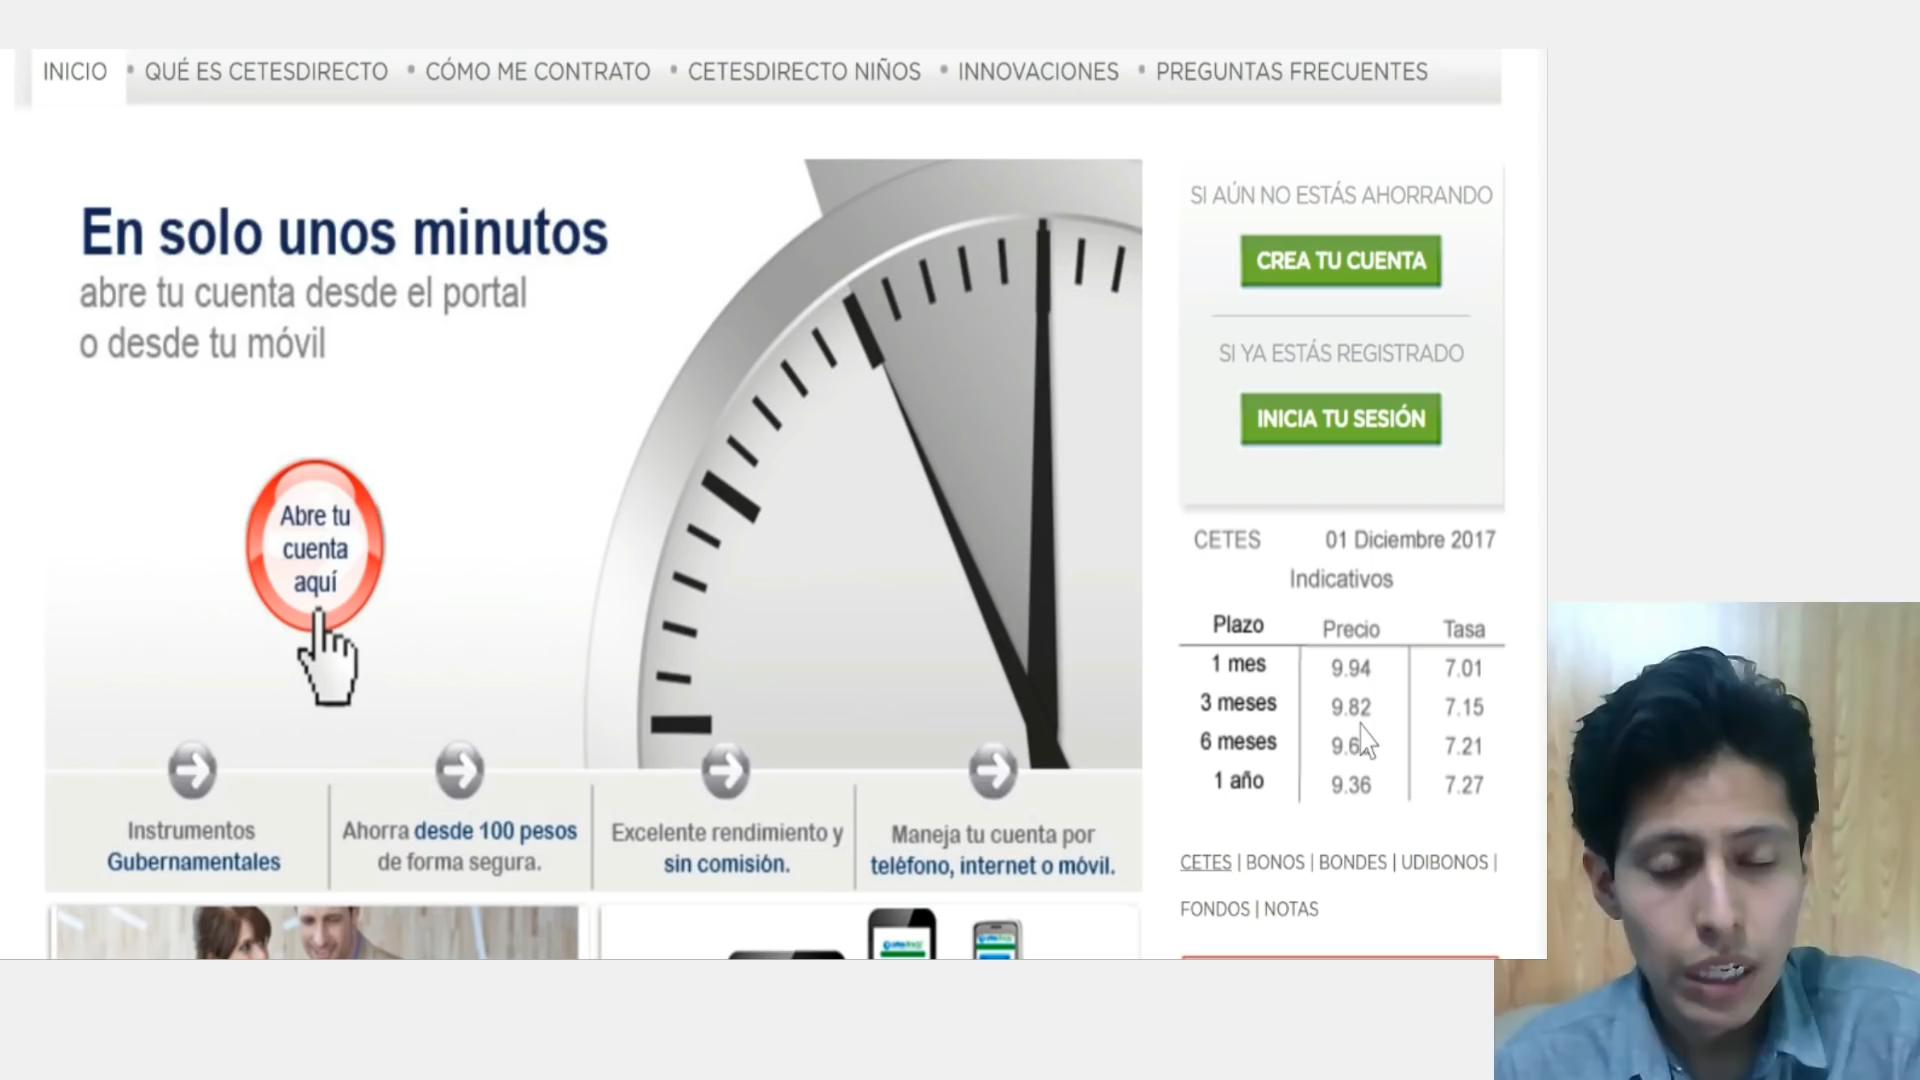 INICIO • QUÉ ES CETESDIRECTO • CÓMO ME CONTRATO • CETESDIRECTO NIÑOS • INNOVACIONES • PREGUNTAS FRECUENTES
En solo unos minutos
abre tu cuenta desde el portal
o desde tu móvil
Abre tu
cuenta
aquí
Instrumentos
Gubernamentales
Ahorra desde 100 pesos
de forma segura.
Excelente rendimiento y
sin comisión.
Maneja tu cuenta por
teléfono, internet o móvil.
SI AÚN NO ESTÁS AHORRANDO
CREA TU CUENTA
SI YA ESTÁS REGISTRADO
INICIA TU SESIÓN
CETES 01 Diciembre 2017
Indicativos
Plazo Precio Tasa
1 mes 9.94 7.01
3 meses 9.82 7.15
6 meses 7.21
1 año 9.36 7.27
CETES | BONOS | BONDES | UDIBONOS |
FONDOS | NOTAS